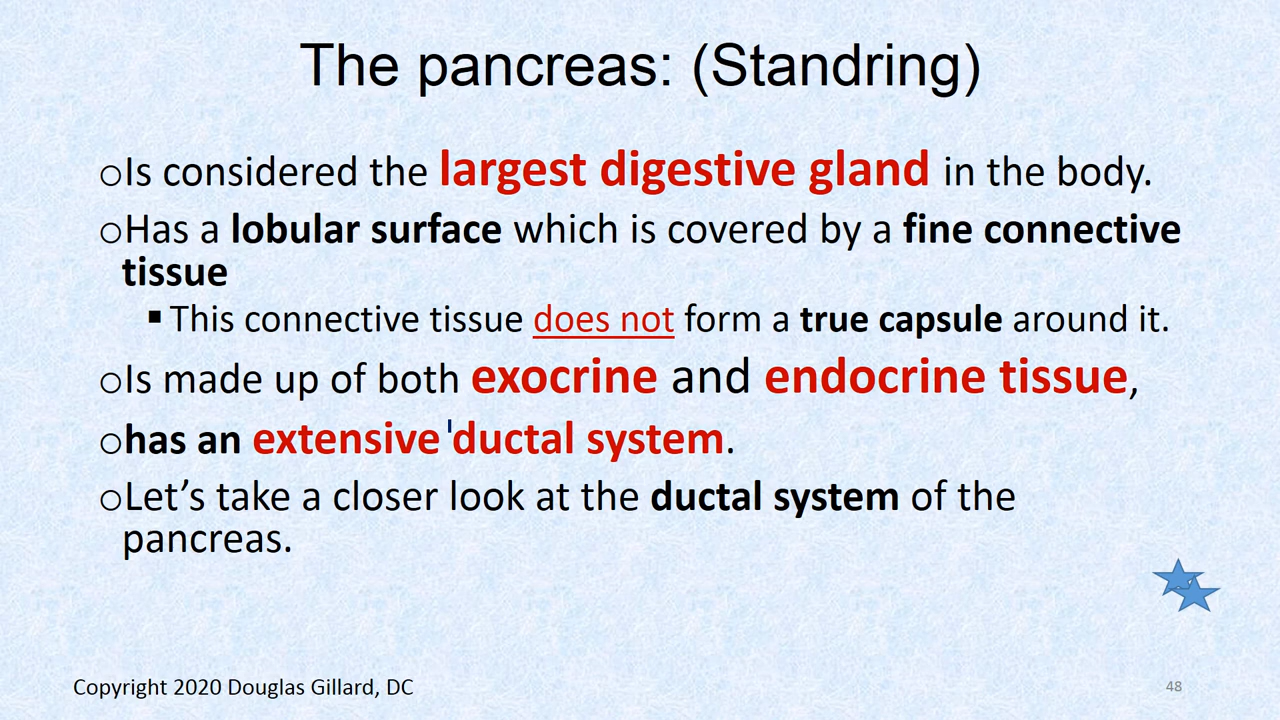 The pancreas: (Standring)
oIs considered the largest digestive gland in the body.
oHas a lobular surface which is covered by a fine connective
tissue
▪This connective tissue does not form a true capsule around it.
oIs made up of both exocrine and endocrine tissue,
ohas an extensive 'ductal system.
oLet’s take a closer look at the ductal system of the
pancreas.
Copyright 2020 Douglas Gillard, DC
48